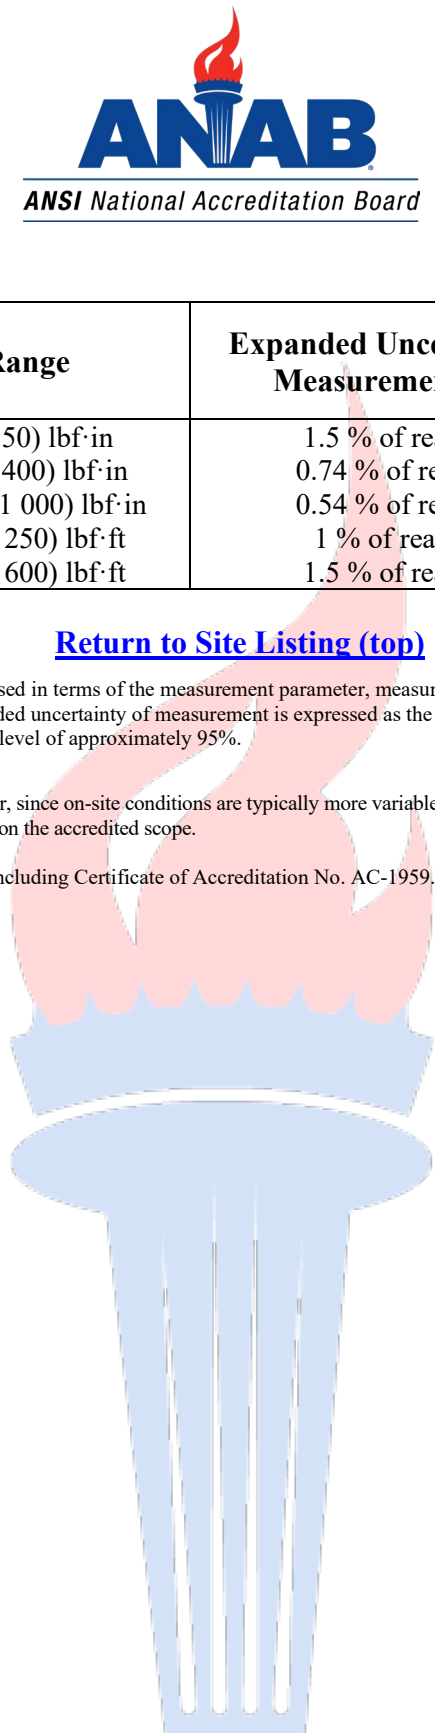 ANAB
ANSI National Accreditation Board
Range
Expanded Unce
Measureme
50) lbf·in
1.5 % of rea
400) lbf·in
0.74 % of re
1 000) lbf·in
0.54 % of re
250) lbf·ft
1 % of rea
600) lbf·ft
1.5 % of re
Return to Site Listing (top)
sed in terms of the measurement parameter, measur
ded uncertainty of measurement is expressed as the
level of approximately 95%.
r, since on-site conditions are typically more variable
on the accredited scope.
ncluding Certificate of Accreditation No. AC-1959.